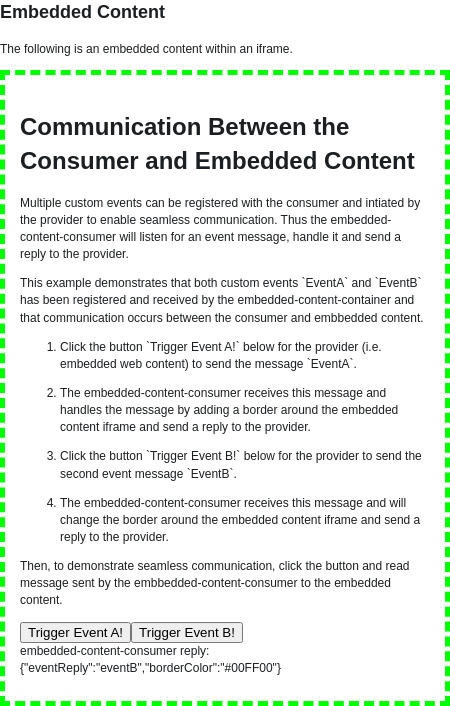 Embedded Content
The following is an embedded content within an iframe.
Communication Between the
Consumer and Embedded Content
Multiple custom events can be registered with the consumer and intiated by
the provider to enable seamless communication. Thus the embedded-
content-consumer will listen for an event message, handle it and send a
reply to the provider.
This example demonstrates that both custom events `EventA` and `EventB`
has been registered and received by the embedded-content-container and
that communication occurs between the consumer and embbedded content.
1. Click the button `Trigger Event A!` below for the provider (i.e.
embedded web content) to send the message `EventA`.
2. The embedded-content-consumer receives this message and
handles the message by adding a border around the embedded
content iframe and send a reply to the provider.
3. Click the button `Trigger Event B!` below for the provider to send the
second event message `EventB`.
4. The embedded-content-consumer receives this message and will
change the border around the embedded content iframe and send a
reply to the provider.
Then, to demonstrate seamless communication, click the button and read
message sent by the embbedded-content-consumer to the embedded
content.
Trigger Event A! Trigger Event B!
embedded-content-consumer reply:
{"eventReply":"eventB","borderColor":"#00FF00"}